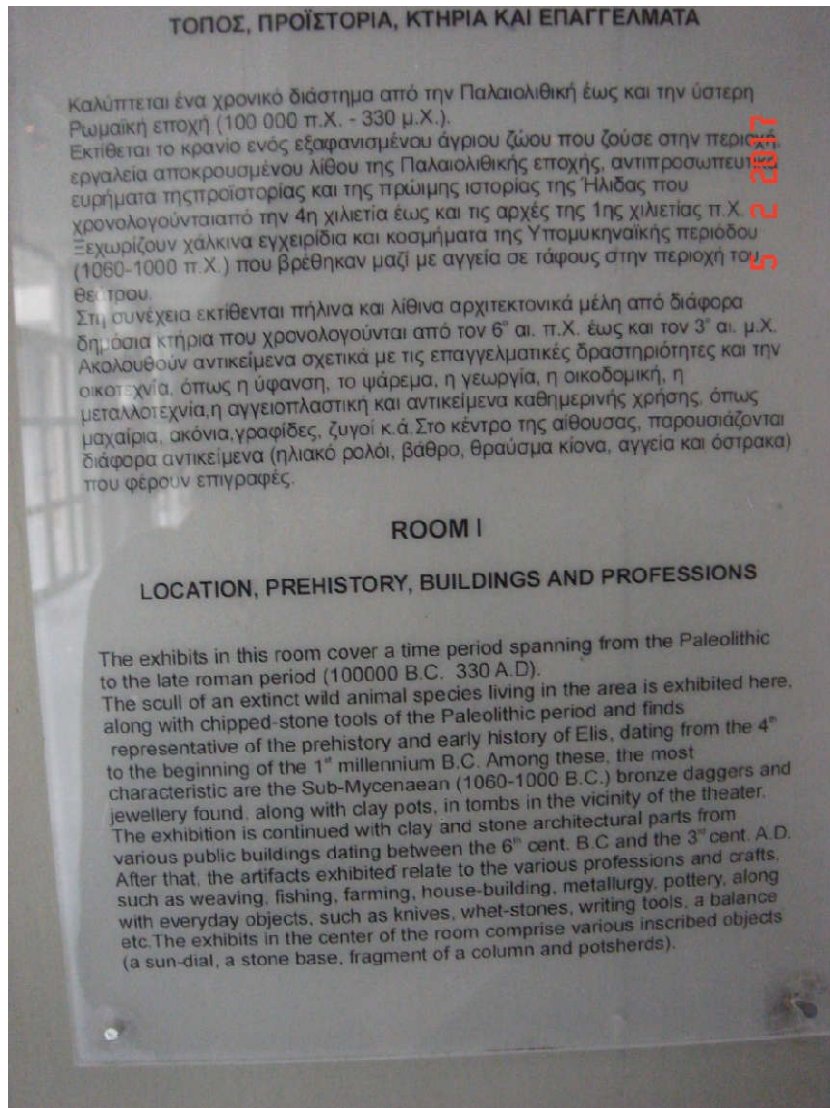 ΤΟΠΟΣ, ΠΡΟΪΣΤΟΡΙΑ, ΚΤΗΡΙΑ ΚΑΙ ΕΠΑΓΓΕΛΜΑΤΑ
Καλύπτεται ένα χρονικό διάστημα από την Παλαιολιθική έως και την ύστερη
Ρωμαϊκή εποχή (100 000 π.Χ. - 330 μ.Χ.).
Εκτίθεται το κρανίο ενός εξαφανισμένου άγριου ζώου που ζούσε στην περιοχή,
εργαλεία αποκρουσμένου λίθου της Παλαιολιθικής εποχής, αντιπροσωπευτικά
ευρήματα τηςπροϊστορίας και της πρώιμης ιστορίας της Ήλιδας που
χρονολογούνταιαπό την 4η χιλιετία έως και τις αρχές της 1ης χιλιετίας π.Χ.
Ξεχωρίζουν χάλκινα εγχειρίδια και κοσμήματα της Υπομυκηναϊκής περιόδου
(1060-1000 π.Χ.) που βρέθηκαν μαζί με αγγεία σε τάφους στην περιοχή του
θεάτρου.
Στη συνέχεια εκτίθενται πήλινα και λίθινα αρχιτεκτονικά μέλη από διάφορα
δημόσια κτήρια που χρονολογούνται από τον 6° αι. π.Χ. έως και τον 3° αι. μ.Χ.
Ακολουθούν αντικείμενα σχετικά με τις επαγγελματικές δραστηριότητες και την
οικοτεχνία, όπως η ύφανση, το ψάρεμα, η γεωργία, η οικοδομική, η
μεταλλοτεχνία,η αγγειοπλαστική και αντικείμενα καθημερινής χρήσης, όπως
μαχαίρια, ακόνια,γραφίδες, ζυγοί κ.ά.Στο κέντρο της αίθουσας, παρουσιάζονται
διάφορα αντικείμενα (ηλιακό ρολόι, βάθρο, θραύσμα κίονα, αγγεία και όστρακα)
που φέρουν επιγραφές.
ROOM I
LOCATION, PREHISTORY, BUILDINGS AND PROFESSIONS
The exhibits in this room cover a time period spanning from the Paleolithic
to the late roman period (100000 B.C. 330 A.D).
The scull of an extinct wild animal species living in the area is exhibited here,
along with chipped-stone tools of the Paleolithic period and finds
representative of the prehistory and early history of Elis, dating from the 4th
to the beginning of the 1st millennium B.C. Among these, the most
characteristic are the Sub-Mycenaean (1060-1000 B.C.) bronze daggers and
jewellery found, along with clay pots, in tombs in the vicinity of the theater.
The exhibition is continued with clay and stone architectural parts from
various public buildings dating between the 6th cent. B.C and the 3rd cent. A.D.
After that, the artifacts exhibited relate to the various professions and crafts,
such as weaving, fishing, farming, house-building, metallurgy, pottery, along
with everyday objects, such as knives, whet-stones, writing tools, a balance
etc.The exhibits in the center of the room comprise various inscribed objects
(a sun-dial, a stone base, fragment of a column and potsherds).
5 2 2017